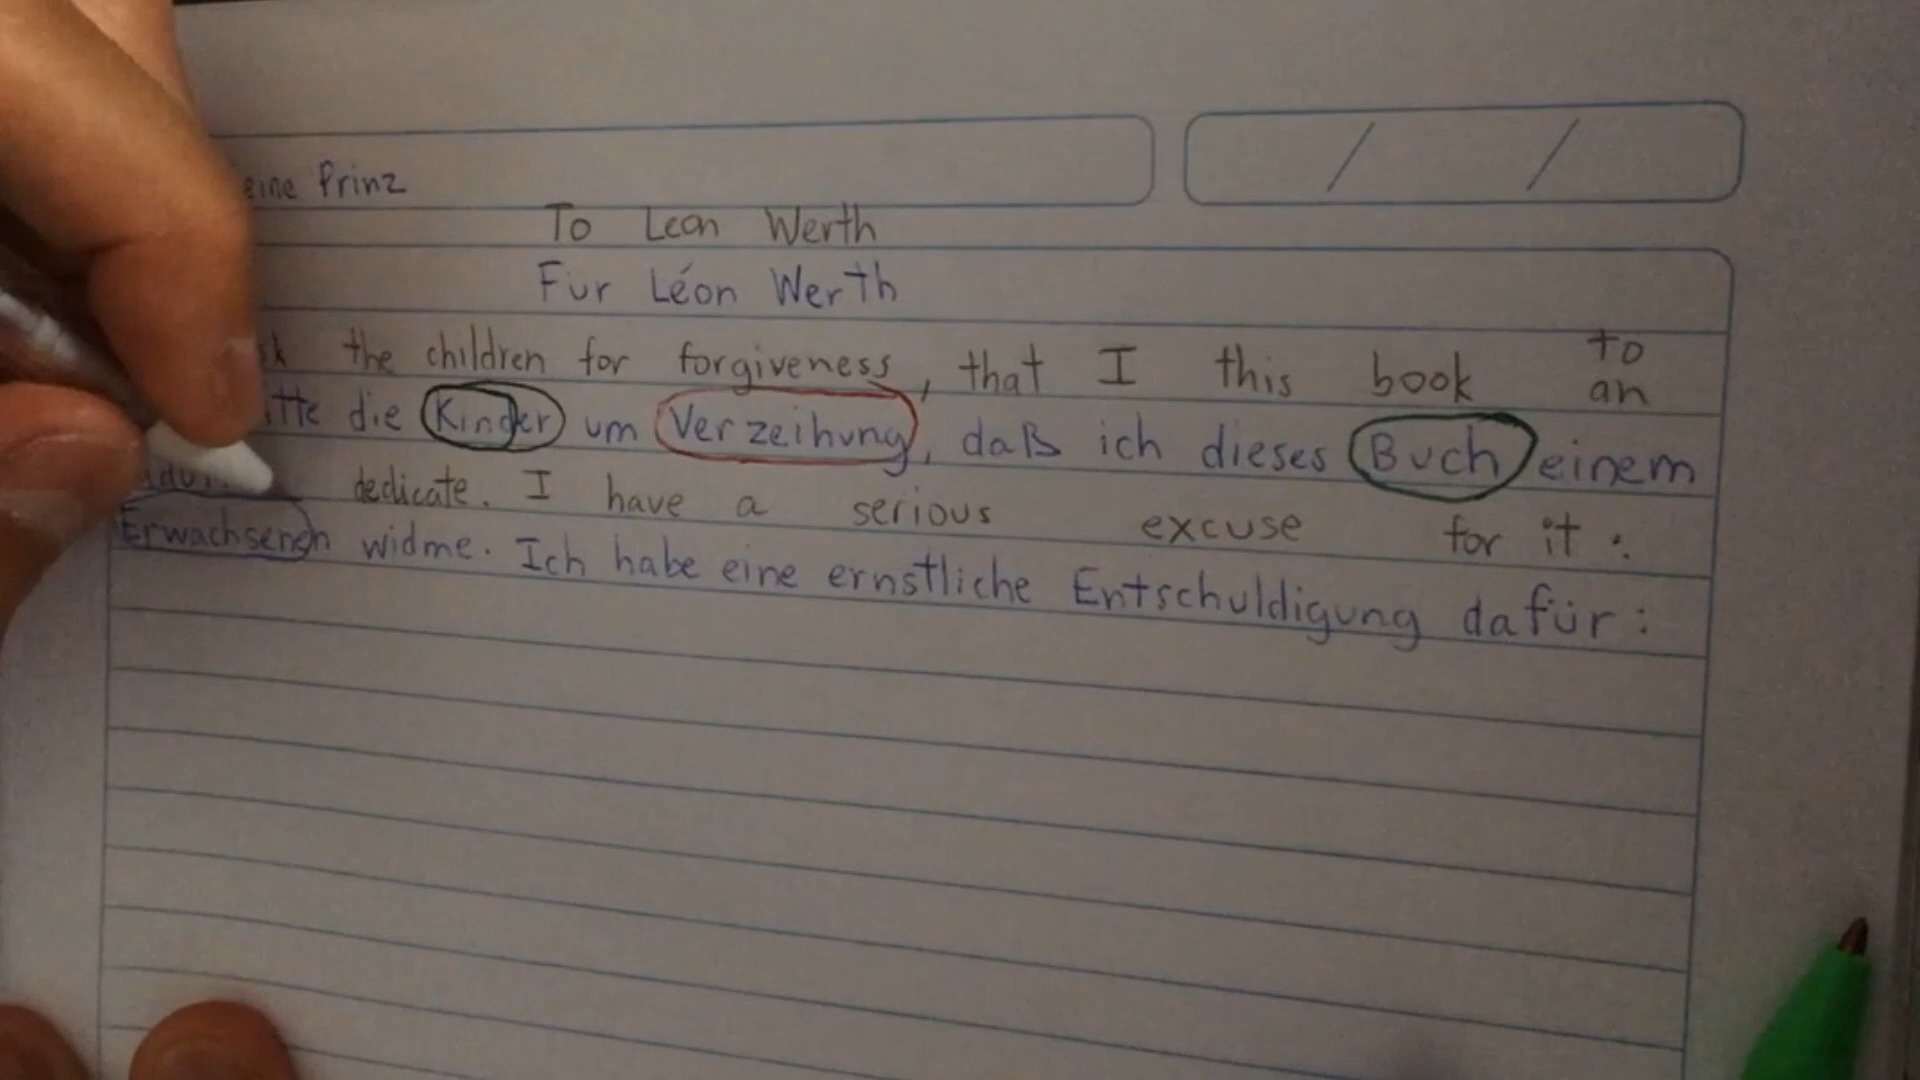 eine Prinz
To Leon Werth
Für Léon Werth
the children for forgiveness, that I this book to an
die Kinder um Verzeihung, daß ich dieses Buch einem
dedicate. I have a serious excuse for it :
Erwachsenen widme. Ich habe eine ernstliche Entschuldigung dafür: